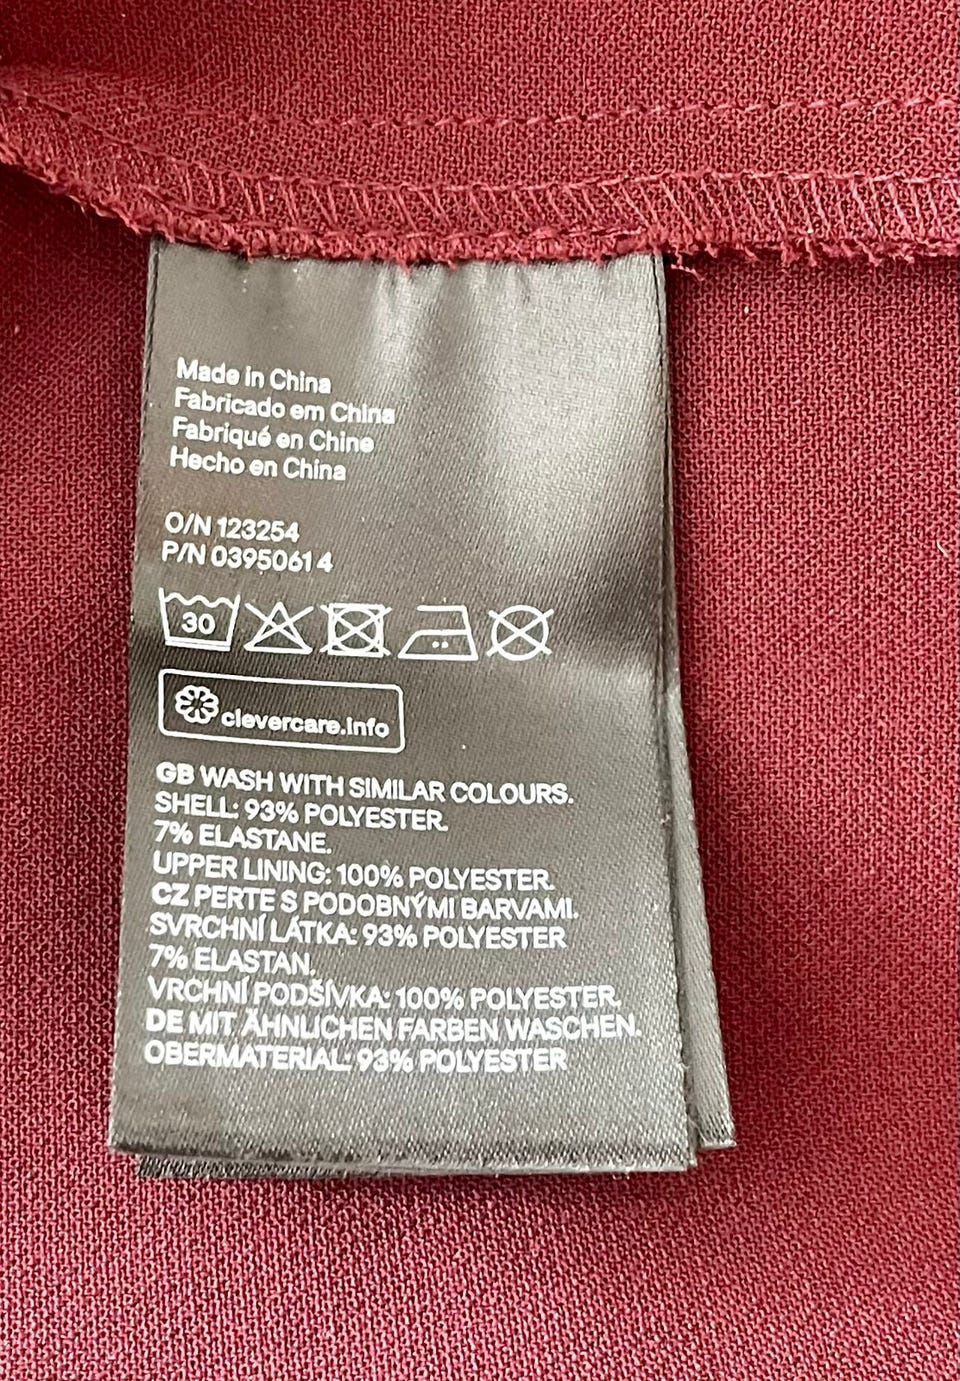 Made in China
Fabricado em China
Fabriqué en Chine
Hecho en China
O/N 123254
P/N 03950614
30
clevercare.info
GB WASH WITH SIMILAR COLOURS.
SHELL: 93% POLYESTER.
7% ELASTANE.
UPPER LINING: 100% POLYESTER.
CZ PERTE S PODOBNÝMI BARVAMI.
SVRCHNÍ LÁTKA: 93% POLYESTER
7% ELASTAN.
VRCHNÍ PODŠÍVKA: 100% POLYESTER.
DE MIT ÄHNLICHEN FARBEN WASCHEN.
OBERMATERIAL: 93% POLYESTER